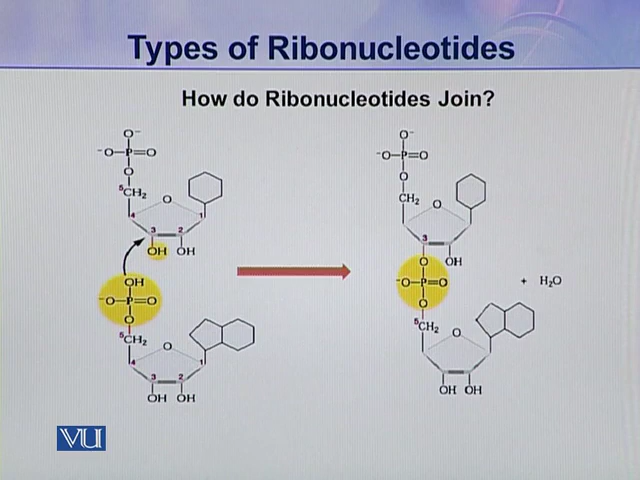 Types of Ribonucleotides
How do Ribonucleotides Join?
O⁻
⁻O–P=O
O
⁵CH₂
O
4
1
3
2
OH
OH
OH
⁻O–P=O
O
⁵CH₂
O
4
1
3
2
OH
OH
O⁻
⁻O–P=O
O
CH₂
O
3
O
OH
⁻O–P=O
O
⁵CH₂
O
OH
OH
+ H₂O
VU